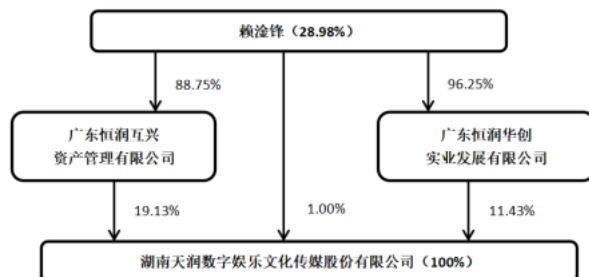 赖淦锋（28.98%）
88.75%
96.25%
广东恒润互兴
资产管理有限公司
广东恒润华创
实业发展有限公司
19.13%
1.00%
11.43%
湖南天润数字娱乐文化传媒股份有限公司（100%）